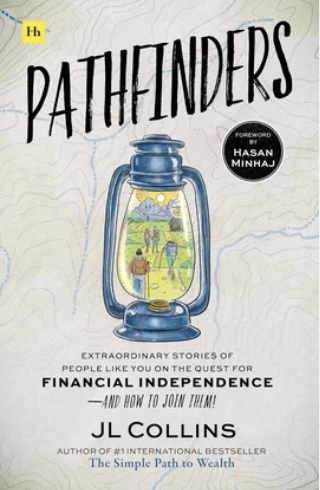 Hh
PATHFINDERS
FOREWORD
BY
HASAN
MINHAJ
EXTRAORDINARY STORIES OF
PEOPLE LIKE YOU ON THE QUEST FOR
FINANCIAL INDEPENDENCE
—AND HOW TO JOIN THEM!
JL COLLINS
AUTHOR OF #1 INTERNATIONAL BESTSELLER
The Simple Path to Wealth